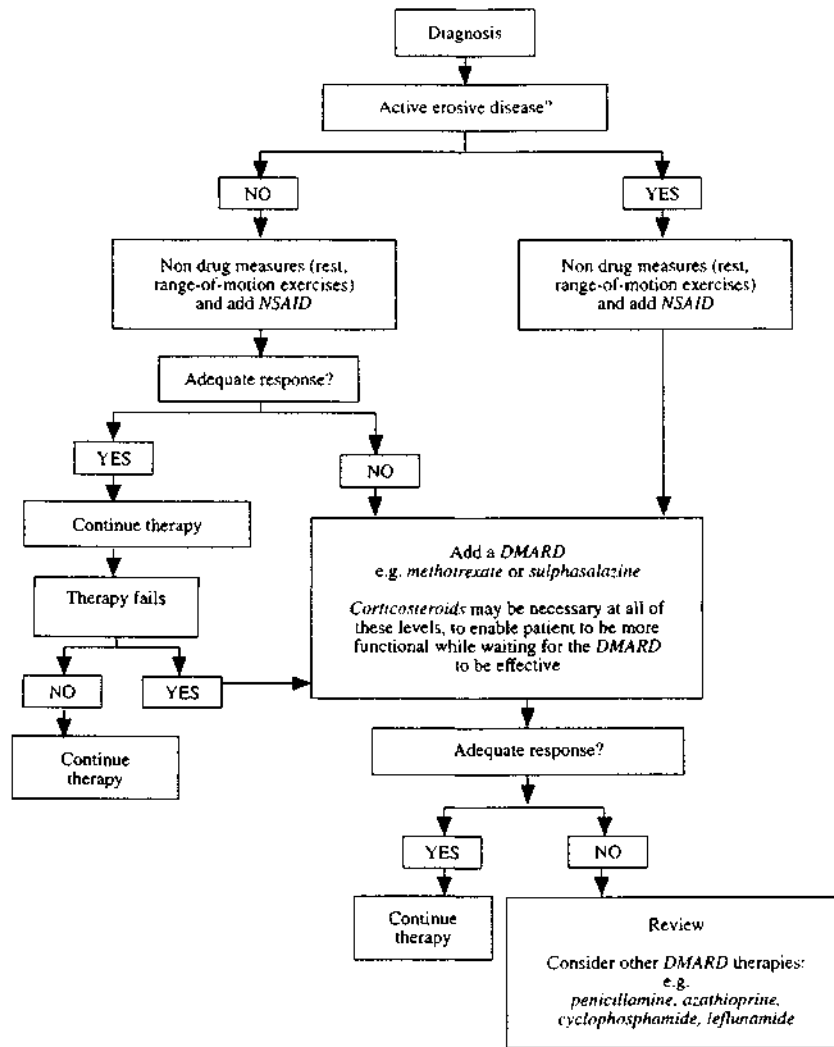 Diagnosis
Active erosive disease?
NO
YES
Non drug measures (rest,
range-of-motion exercises)
and add NSAID
Non drug measures (rest,
range-of-motion exercises)
and add NSAID
Adequate response?
YES
NO
Continue therapy
Therapy fails
NO
YES
Continue
therapy
Add a DMARD
e.g. methotrexate or sulphasalazine
Corticosteroids may be necessary at all of
these levels, to enable patient to be more
functional while waiting for the DMARD
to be effective
Adequate response?
YES
NO
Continue
therapy
Review
Consider other DMARD therapies:
e.g.
penicillamine, azathioprine,
cyclophosphamide, leflunamide